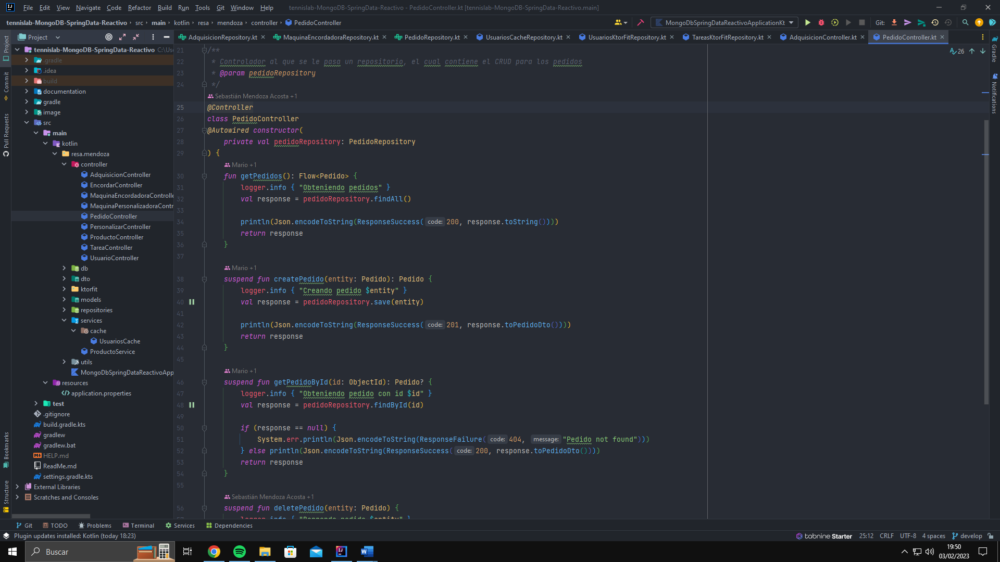 File Edit View Navigate Code Refactor Build Run Tools Git Window Help tennislab-MongoDB-SpringData-Reactivo - PedidoController.kt [tennislab-MongoDB-SpringData-Reactivo.main]
tennislab-MongoDB-SpringData-Reactivo src main kotlin resa mendoza controller PedidoController MongoDbSpringDataReactivoApplicationKt Git:
Project AdquisicionRepository.kt MaquinaEncordadoraRepository.kt PedidoRepository.kt UsuariosCacheRepository.kt UsuariosKtorFitRepository.kt TareasKtorFitRepository.kt AdquisicionController.kt PedidoController.kt
Project
Commit
Pull Requests
Bookmarks
Structure
tennislab-MongoDB-SpringData-Reactivo C:\Us
.gradle
.idea
build
documentation
gradle
image
src
main
kotlin
resa.mendoza
controller
AdquisicionController
EncordarController
MaquinaEncordadoraControlle
MaquinaPersonalizadoraContr
PedidoController
PersonalizarController
ProductoController
TareaController
UsuarioController
db
dto
ktorfit
models
repositories
services
cache
UsuariosCache
ProductoService
utils
MongoDbSpringDataReactivoApp
resources
application.properties
test
.gitignore
build.gradle.kts
gradlew
gradlew.bat
HELP.md
ReadMe.md
settings.gradle.kts
External Libraries
Scratches and Consoles
26
21 /**
22 * Controlador al que se le pasa un repositorio, el cual contiene el CRUD para los pedidos
23 * @param pedidoRepository
24 */
Sebastián Mendoza Acosta +1
25 @Controller
26 class PedidoController
27 @Autowired constructor(
28 private val pedidoRepository: PedidoRepository
29 ) {
Mario +1
30 fun getPedidos(): Flow<Pedido> {
31 logger.info { "Obteniendo pedidos" }
32 val response = pedidoRepository.findAll()
33
34 println(Json.encodeToString(ResponseSuccess( code: 200, response.toString())))
35 return response
36 }
37
Mario +1
38 suspend fun createPedido(entity: Pedido): Pedido {
39 logger.info { "Creando pedido $entity" }
40 val response = pedidoRepository.save(entity)
41
42 println(Json.encodeToString(ResponseSuccess( code: 201, response.toPedidoDto())))
43 return response
44 }
45
Mario +1
46 suspend fun getPedidoById(id: ObjectId): Pedido? {
47 logger.info { "Obteniendo pedido con id $id" }
48 val response = pedidoRepository.findById(id)
49
50 if (response == null) {
51 System.err.println(Json.encodeToString(ResponseFailure( code: 404, message: "Pedido not found")))
52 } else println(Json.encodeToString(ResponseSuccess( code: 200, response.toPedidoDto())))
53 return response
54 }
55
Sebastián Mendoza Acosta +1
56 suspend fun deletePedido(entity: Pedido) {
57 logger.info { "Borrando pedido $entity" }
Gradle
Notifications
Git TODO Problems Terminal Services Dependencies
Plugin updates installed: Kotlin (today 18:23) tabnine Starter 25:12 CRLF UTF-8 4 spaces develop
Buscar
19:50
03/02/2023